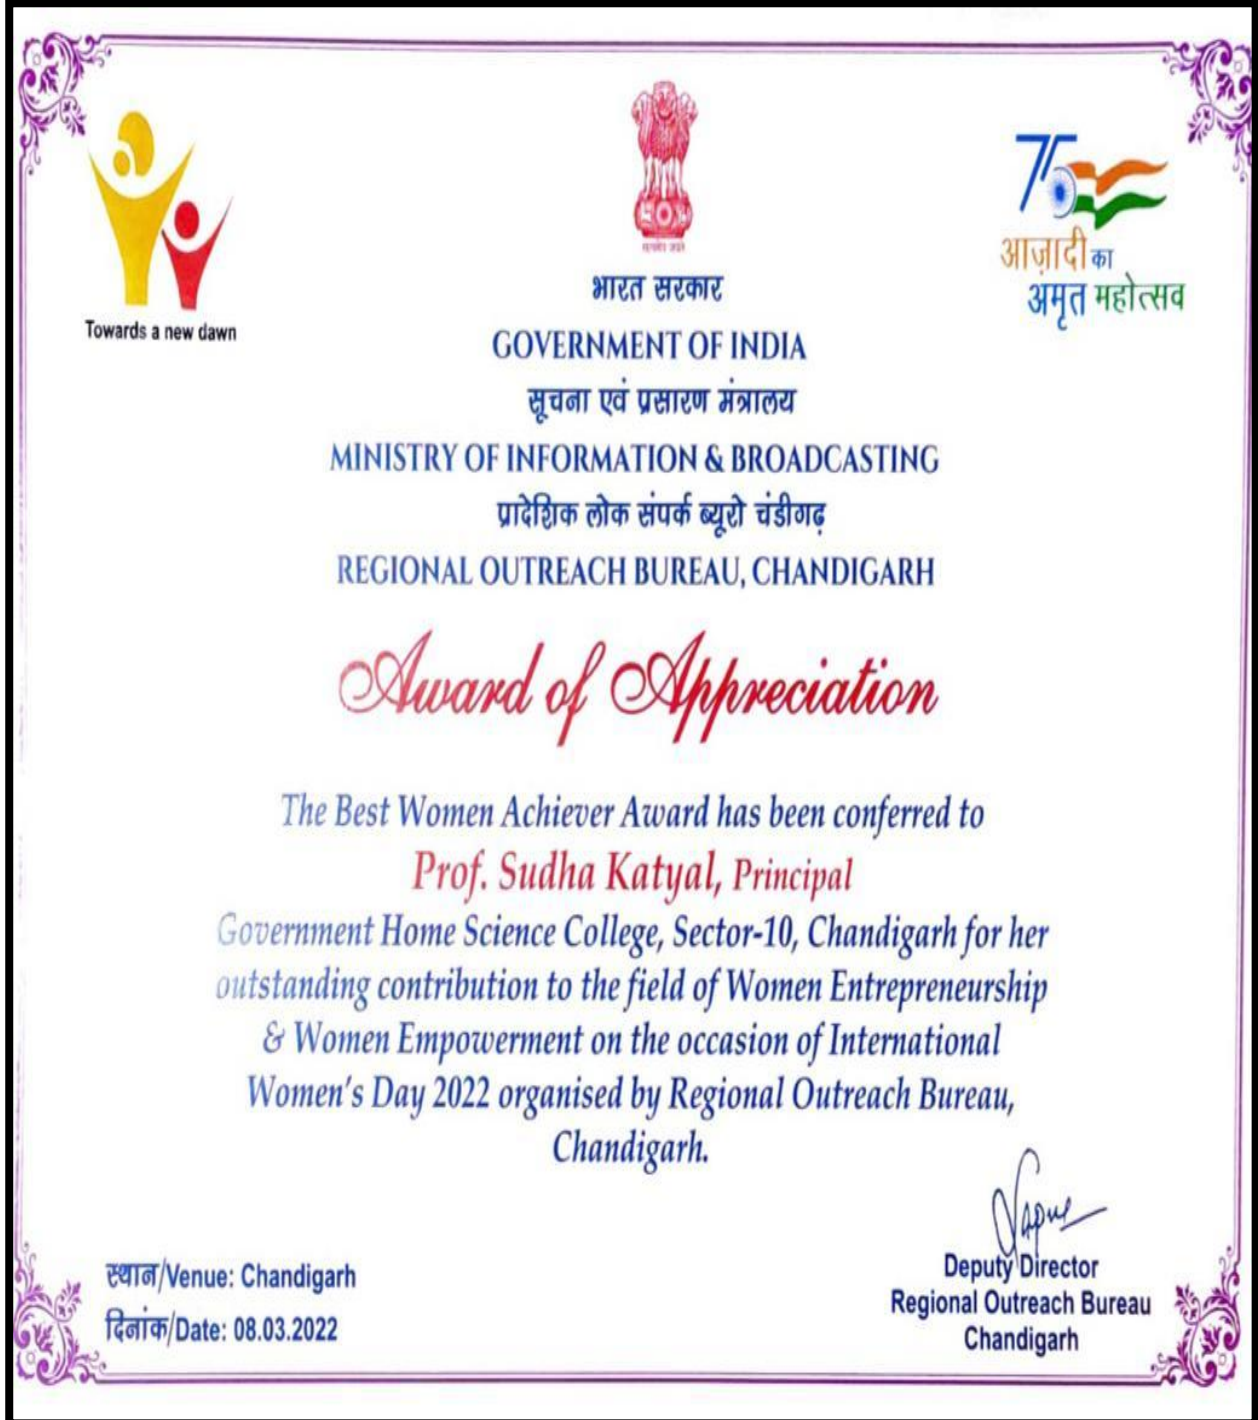 Towards a new dawn
सत्यमेव जयते
75
आज़ादी का
अमृत महोत्सव
भारत सरकार
GOVERNMENT OF INDIA
सूचना एवं प्रसारण मंत्रालय
MINISTRY OF INFORMATION & BROADCASTING
प्रादेशिक लोक संपर्क ब्यूरो चंडीगढ़
REGIONAL OUTREACH BUREAU, CHANDIGARH
Award of Appreciation
The Best Women Achiever Award has been conferred to
Prof. Sudha Katyal, Principal
Government Home Science College, Sector-10, Chandigarh for her
outstanding contribution to the field of Women Entrepreneurship
& Women Empowerment on the occasion of International
Women's Day 2022 organised by Regional Outreach Bureau,
Chandigarh.
स्थान/Venue: Chandigarh
दिनांक/Date: 08.03.2022
Deputy Director
Regional Outreach Bureau
Chandigarh